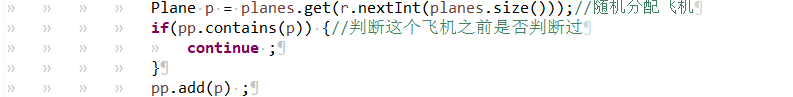 Plane p = planes.get(r.nextInt(planes.size()));//随机分配飞机
if(pp.contains(p)) {//判断这个飞机之前是否判断过
continue ;
}
pp.add(p) ;